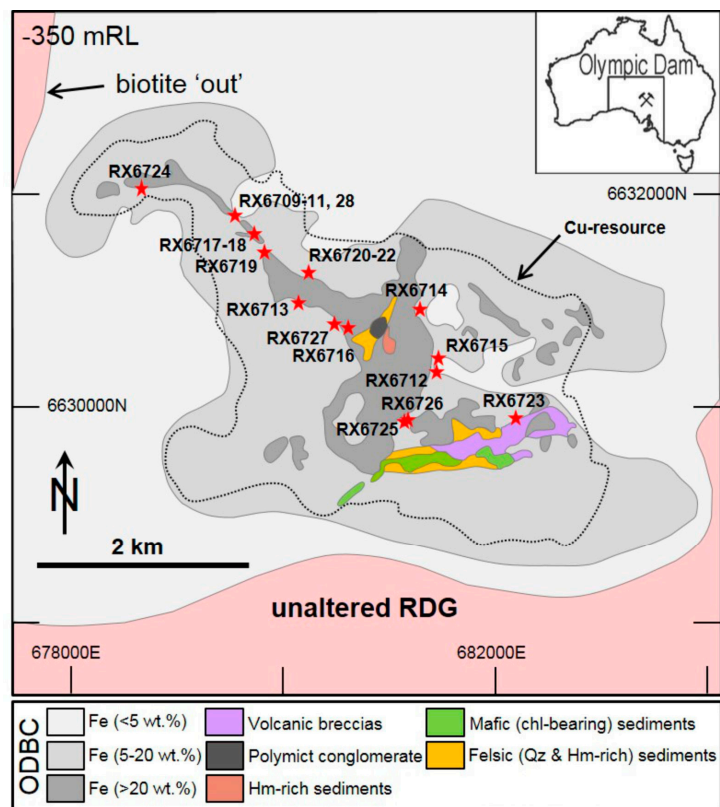 -350 mRL
biotite ‘out’
Olympic Dam
RX6724
6632000N
RX6709-11, 28
Cu-resource
RX6717-18
RX6720-22
RX6719
RX6714
RX6713
RX6727
RX6716
RX6715
RX6712
6630000N
RX6726
RX6723
RX6725
N
2 km
unaltered RDG
678000E
682000E
ODBC
Fe (<5 wt.%)
Volcanic breccias
Mafic (chl-bearing) sediments
Fe (5-20 wt.%)
Polymict conglomerate
Felsic (Qz & Hm-rich) sediments
Fe (>20 wt.%)
Hm-rich sediments